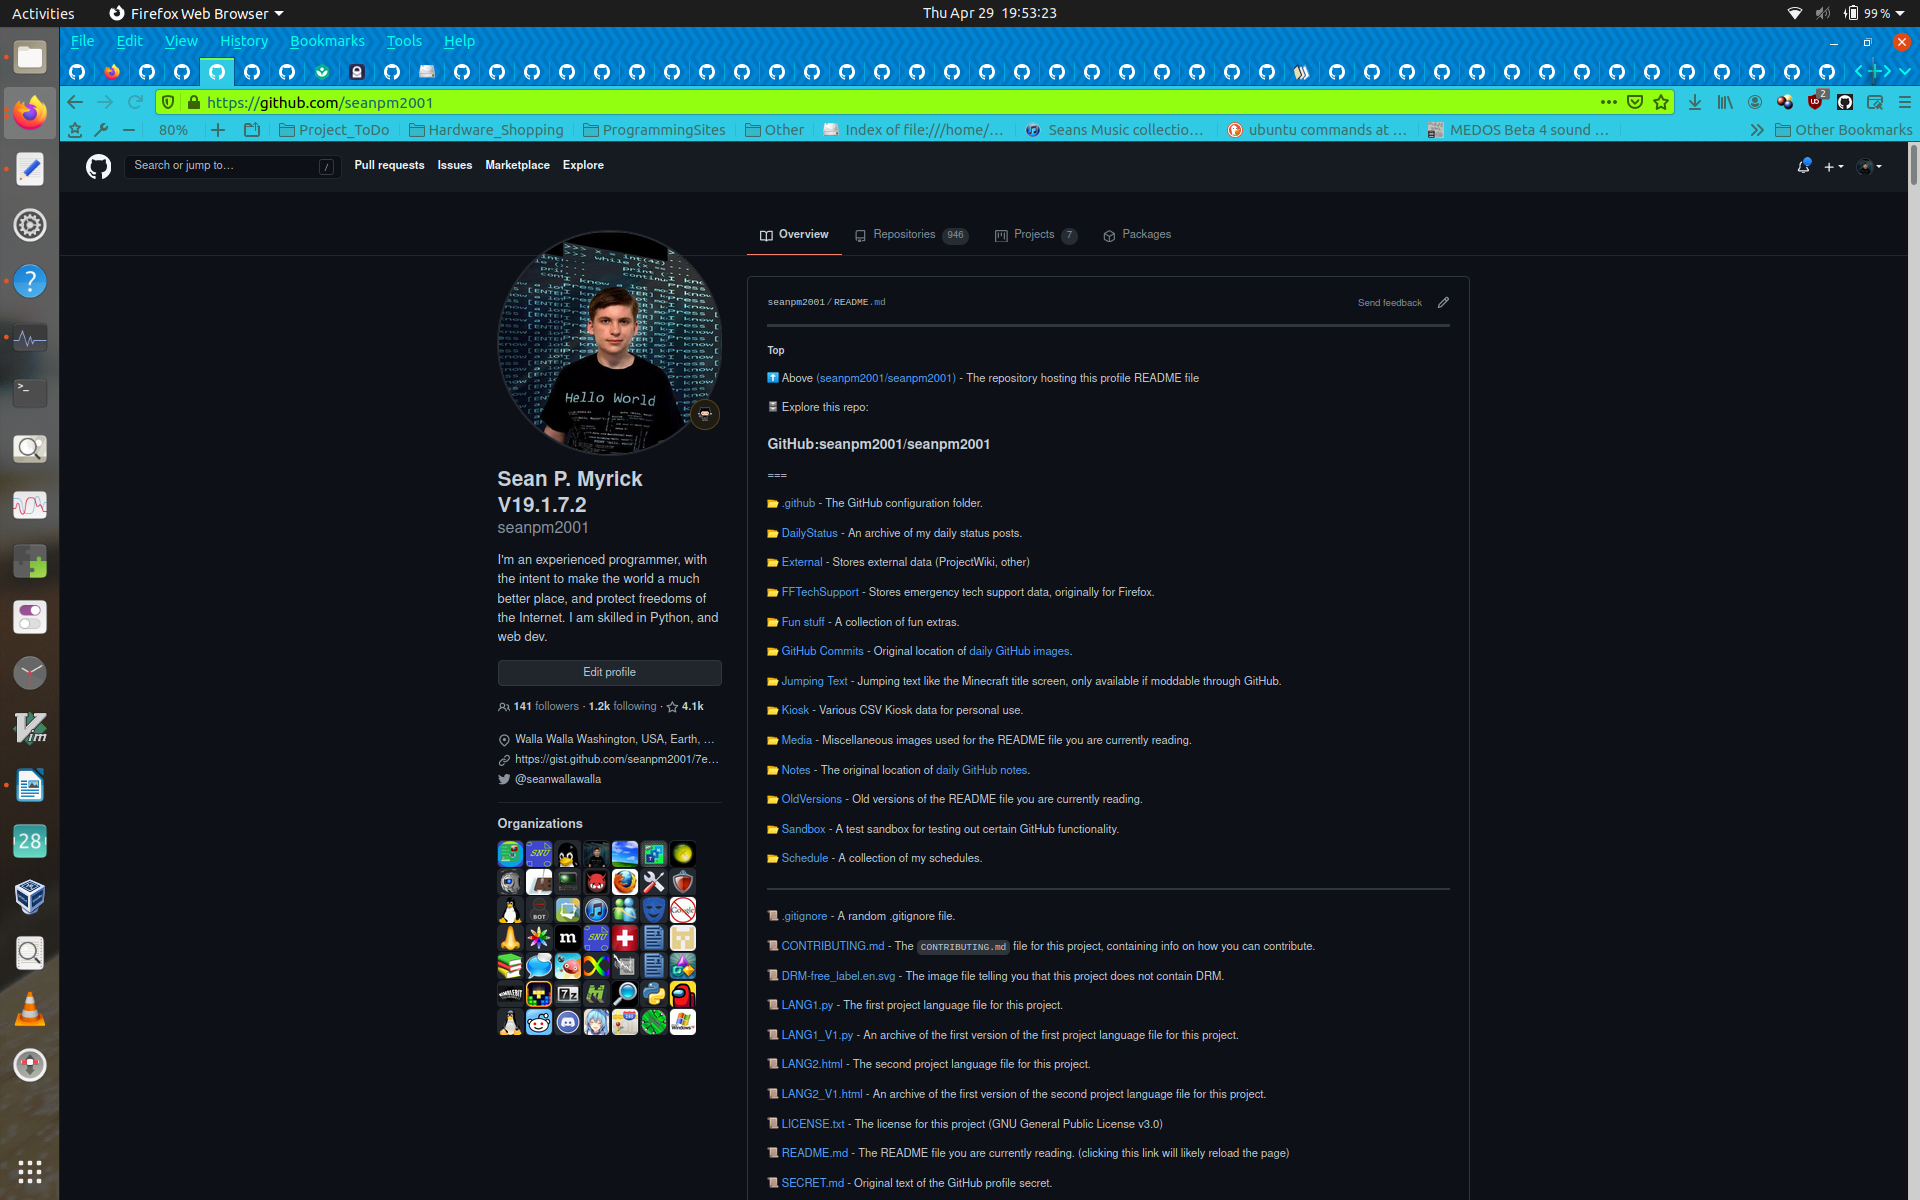 Activities
Firefox Web Browser
Thu Apr 29 19:53:23
99 %
File Edit View History Bookmarks Tools Help
https://github.com/seanpm2001
2
80%
Project_ToDo
Hardware_Shopping
ProgrammingSites
Other
Index of file:///home/…
Seans Music collectio…
ubuntu commands at …
MEDOS Beta 4 sound …
Other Bookmarks
Search or jump to…
/
Pull requests
Issues
Marketplace
Explore
Overview
Repositories 946
Projects 7
Packages
Hello World
Sean P. Myrick
V19.1.7.2
seanpm2001
I'm an experienced programmer, with
the intent to make the world a much
better place, and protect freedoms of
the Internet. I am skilled in Python, and
web dev.
Edit profile
141 followers · 1.2k following · 4.1k
Walla Walla Washington, USA, Earth, …
https://gist.github.com/seanpm2001/7e…
@seanwallawalla
Organizations
seanpm2001/README.md
Send feedback
Top
Above (seanpm2001/seanpm2001) - The repository hosting this profile README file
Explore this repo:
GitHub:seanpm2001/seanpm2001
===
.github - The GitHub configuration folder.
DailyStatus - An archive of my daily status posts.
External - Stores external data (ProjectWiki, other)
FFTechSupport - Stores emergency tech support data, originally for Firefox.
Fun stuff - A collection of fun extras.
GitHub Commits - Original location of daily GitHub images.
Jumping Text - Jumping text like the Minecraft title screen, only available if moddable through GitHub.
Kiosk - Various CSV Kiosk data for personal use.
Media - Miscellaneous images used for the README file you are currently reading.
Notes - The original location of daily GitHub notes.
OldVersions - Old versions of the README file you are currently reading.
Sandbox - A test sandbox for testing out certain GitHub functionality.
Schedule - A collection of my schedules.
.gitignore - A random .gitignore file.
CONTRIBUTING.md - The CONTRIBUTING.md file for this project, containing info on how you can contribute.
DRM-free_label.en.svg - The image file telling you that this project does not contain DRM.
LANG1.py - The first project language file for this project.
LANG1_V1.py - An archive of the first version of the first project language file for this project.
LANG2.html - The second project language file for this project.
LANG2_V1.html - An archive of the first version of the second project language file for this project.
LICENSE.txt - The license for this project (GNU General Public License v3.0)
README.md - The README file you are currently reading. (clicking this link will likely reload the page)
SECRET.md - Original text of the GitHub profile secret.
28